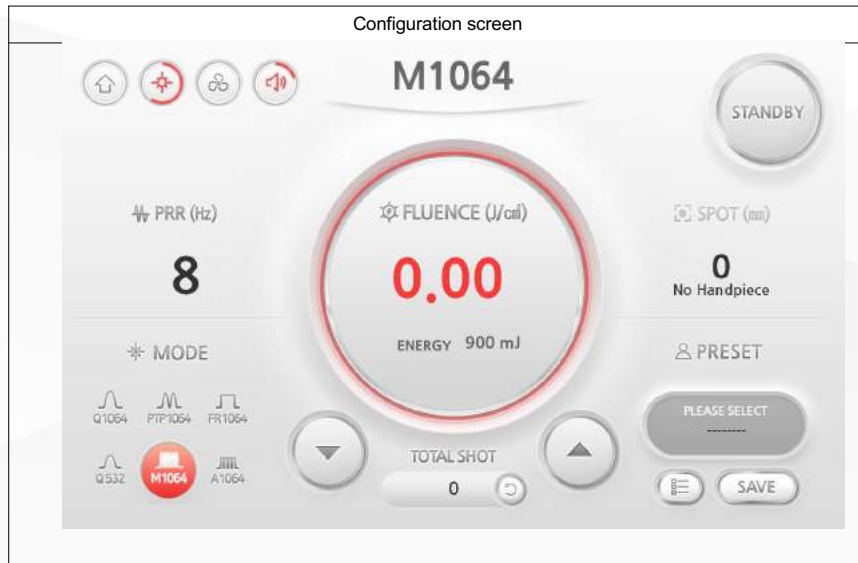 Configuration screen
M1064
STANDBY
PRR (Hz)
8
FLUENCE (J/㎠)
0.00
ENERGY 900 mJ
SPOT (㎜)
0
No Handpiece
MODE
Q1064 PTP1064 FR1064
Q532 M1064 A1064
TOTAL SHOT
0
PRESET
PLEASE SELECT
--------
SAVE